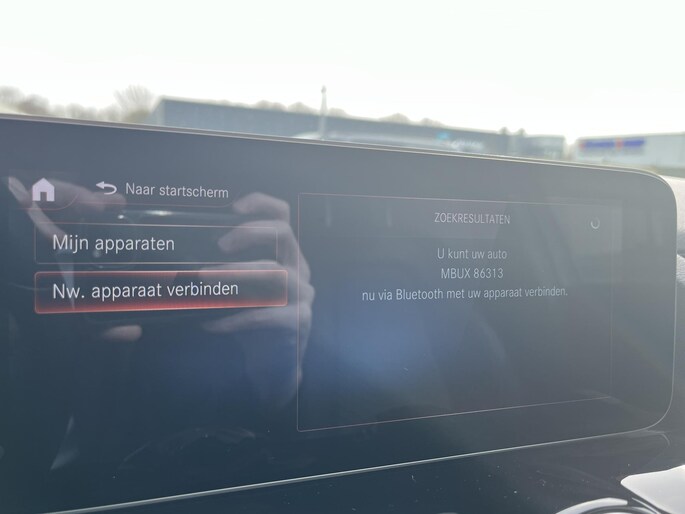 Naar startscherm
Mijn apparaten
Nw. apparaat verbinden
ZOEKRESULTATEN
U kunt uw auto
MBUX 86313
nu via Bluetooth met uw apparaat verbinden.